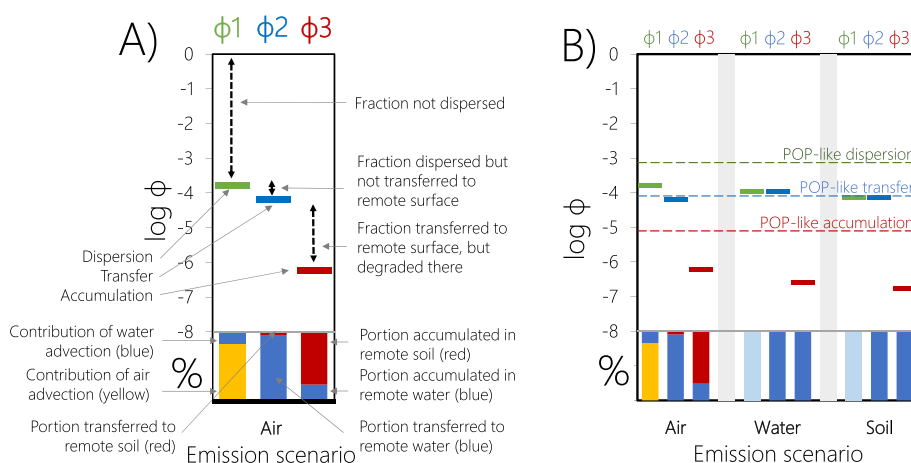 A)
ϕ1 ϕ2 ϕ3
0
-1
-2
-3
-4
-5
-6
-7
-8
log ϕ
%
Fraction not dispersed
Fraction dispersed but
not transferred to
remote surface
Fraction transferred to
remote surface, but
degraded there
Dispersion
Transfer
Accumulation
Contribution of water
advection (blue)
Contribution of air
advection (yellow)
Portion transferred to
remote soil (red)
Portion accumulated in
remote soil (red)
Portion accumulated in
remote water (blue)
Portion transferred to
remote water (blue)
Air
Emission scenario
B)
ϕ1 ϕ2 ϕ3 ϕ1 ϕ2 ϕ3 ϕ1 ϕ2 ϕ3
0
-1
-2
-3
-4
-5
-6
-7
-8
log ϕ
%
POP-like dispersion
POP-like transfer
POP-like accumulation
Air Water Soil
Emission scenario